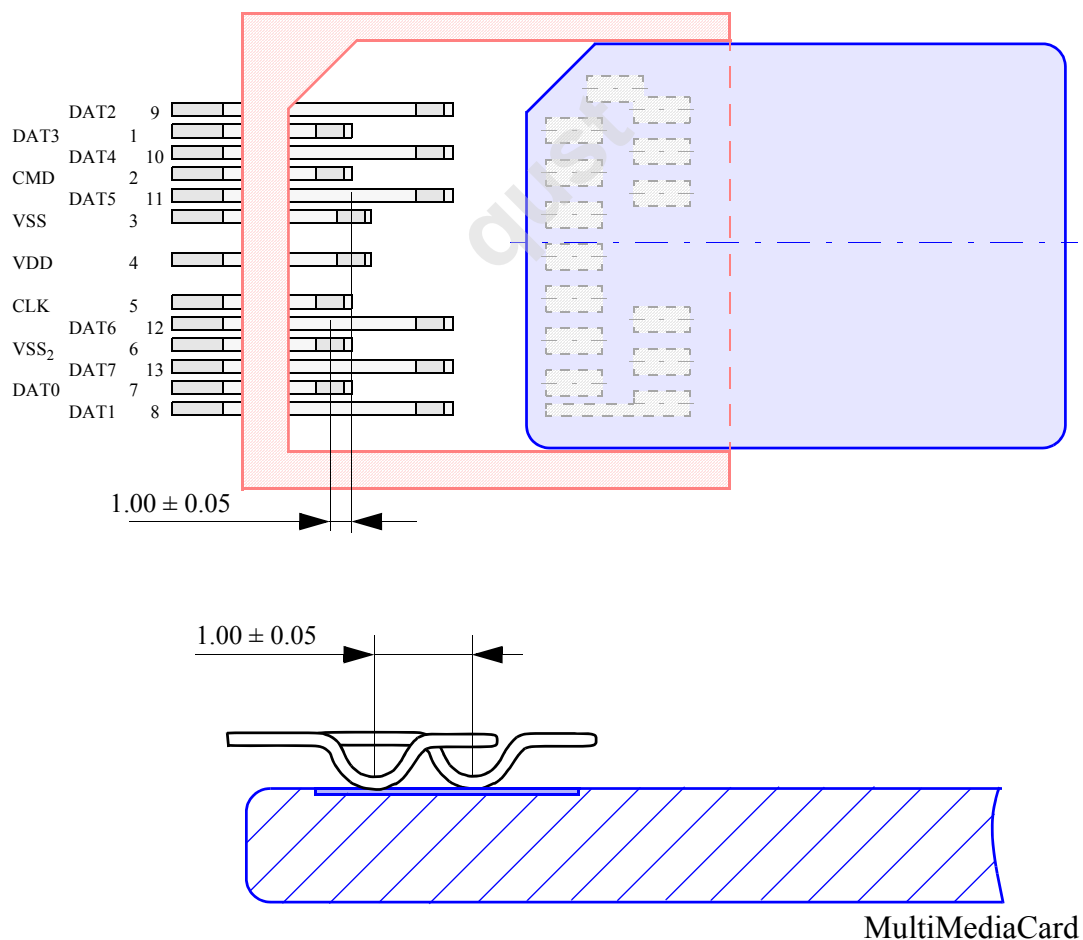 DAT2 9
DAT3 1
DAT4 10
CMD 2
DAT5 11
VSS 3
VDD 4
CLK 5
DAT6 12
VSS2 6
DAT7 13
DAT0 7
DAT1 8
qust
1.00 ± 0.05
1.00 ± 0.05
MultiMediaCard